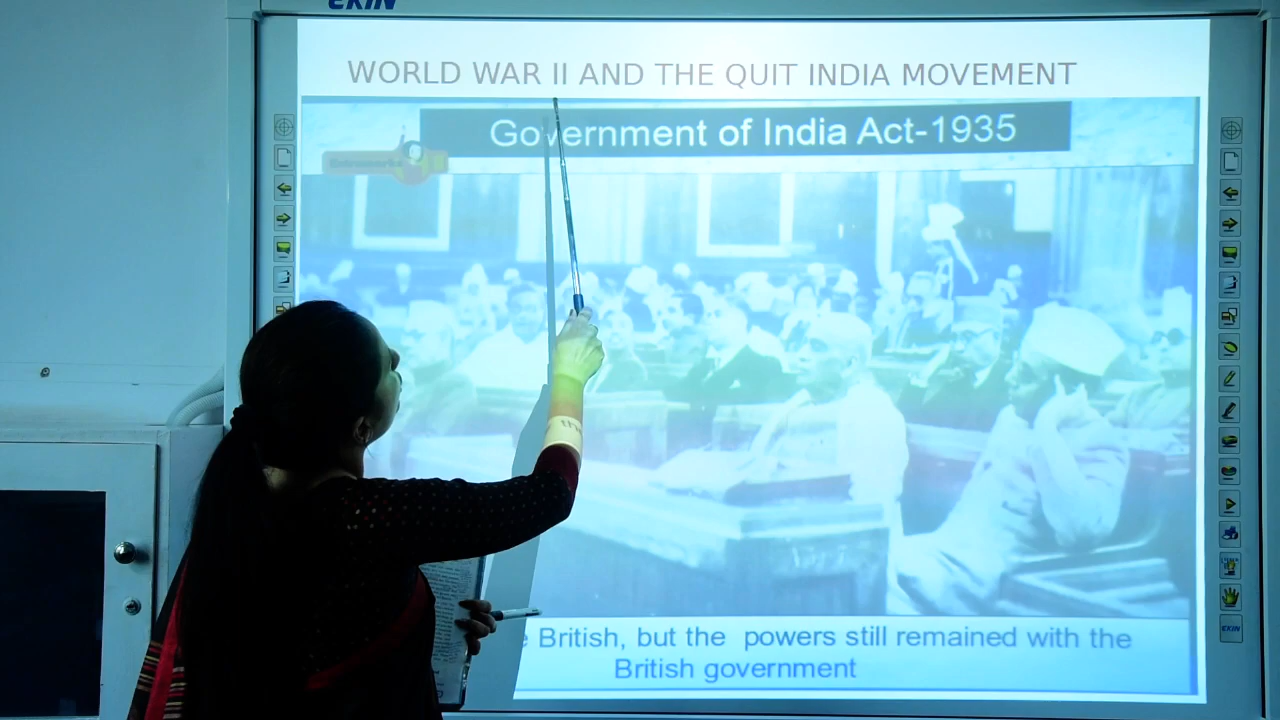 EKIN
WORLD WAR II AND THE QUIT INDIA MOVEMENT
Government of India Act-1935
British, but the powers still remained with the
British government
EKIN